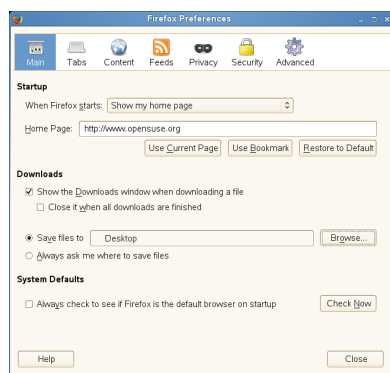 Firefox Preferences
Main Tabs Content Feeds Privacy Security Advanced
Startup
When Firefox starts: Show my home page
Home Page: http://www.opensuse.org
Use Current Page Use Bookmark Restore to Default
Downloads
Show the Downloads window when downloading a file
Close it when all downloads are finished
Save files to Desktop Browse...
Always ask me where to save files
System Defaults
Always check to see if Firefox is the default browser on startup Check Now
Help Close